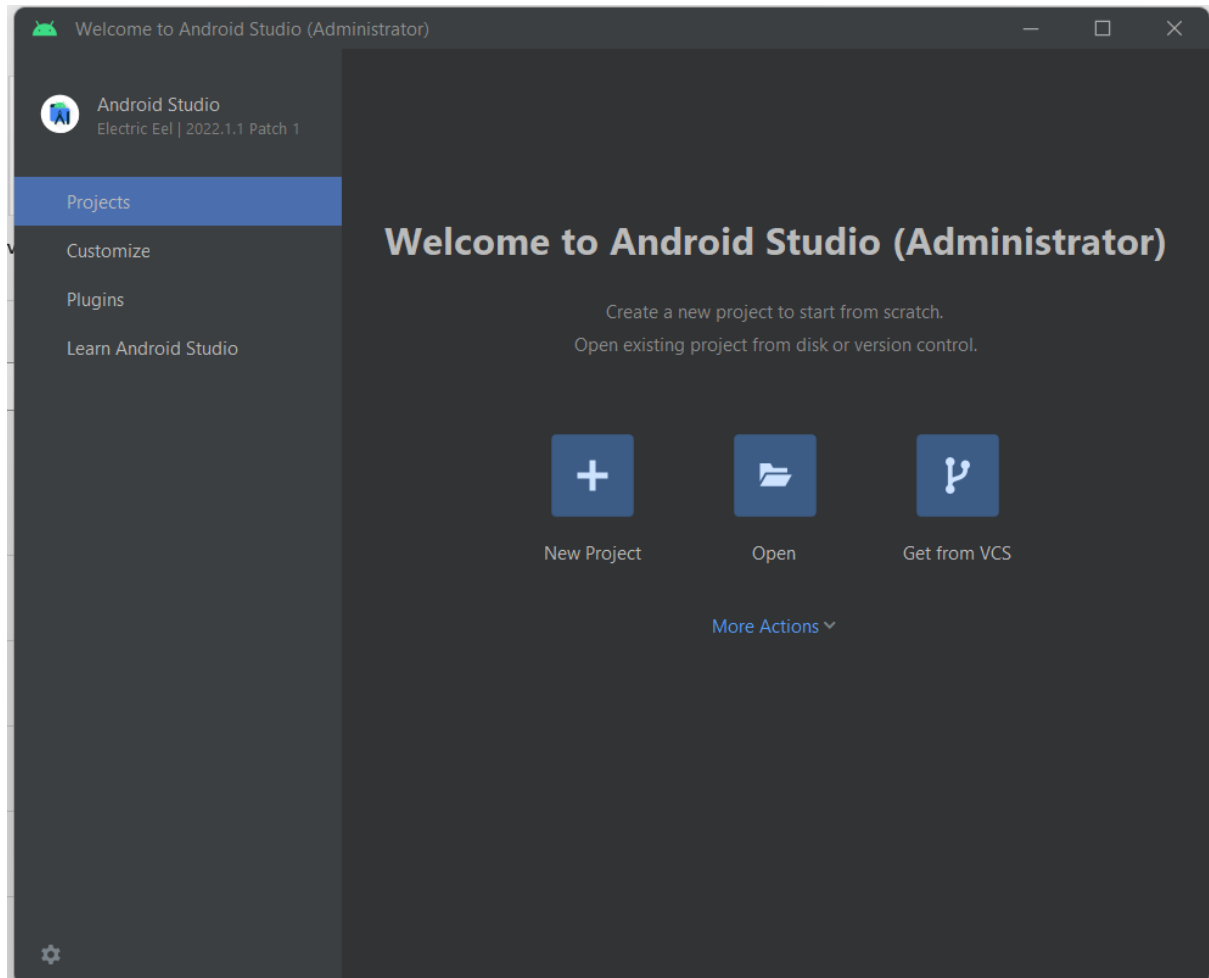 Welcome to Android Studio (Administrator)
Android Studio
Electric Eel | 2022.1.1 Patch 1
Projects
Customize
Plugins
Learn Android Studio
Welcome to Android Studio (Administrator)
Create a new project to start from scratch.
Open existing project from disk or version control.
New Project
Open
Get from VCS
More Actions